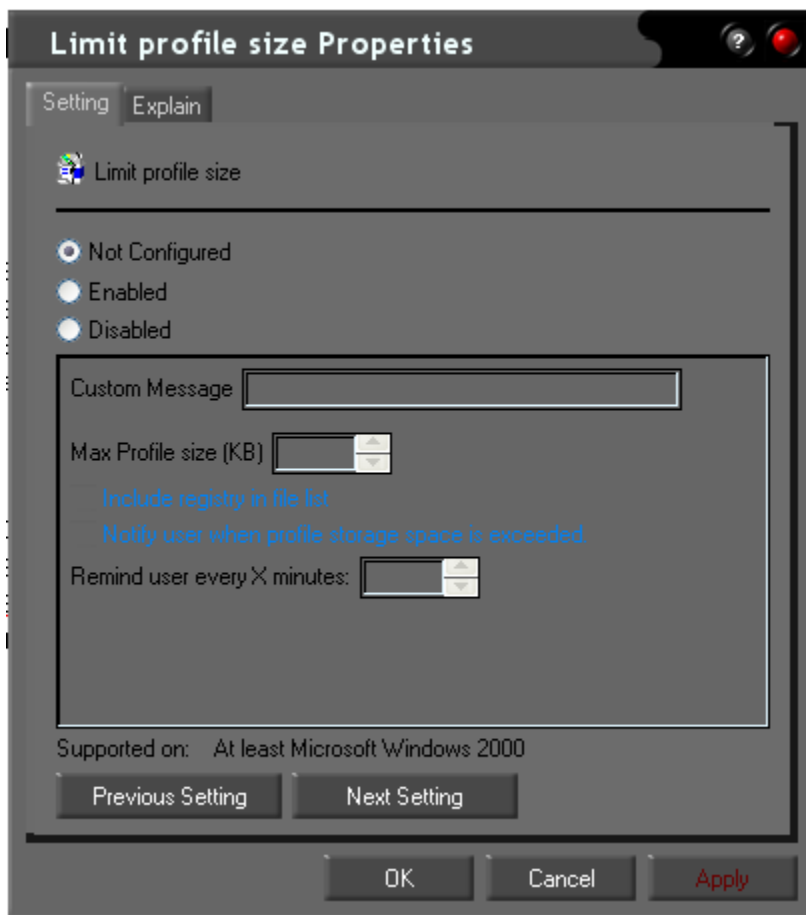 Limit profile size Properties
?
Setting Explain
Limit profile size
Not Configured
Enabled
Disabled
Custom Message
Max Profile size (KB)
Include registry in file list
Notify user when profile storage space is exceeded.
Remind user every X minutes:
Supported on: At least Microsoft Windows 2000
Previous Setting Next Setting
OK Cancel Apply